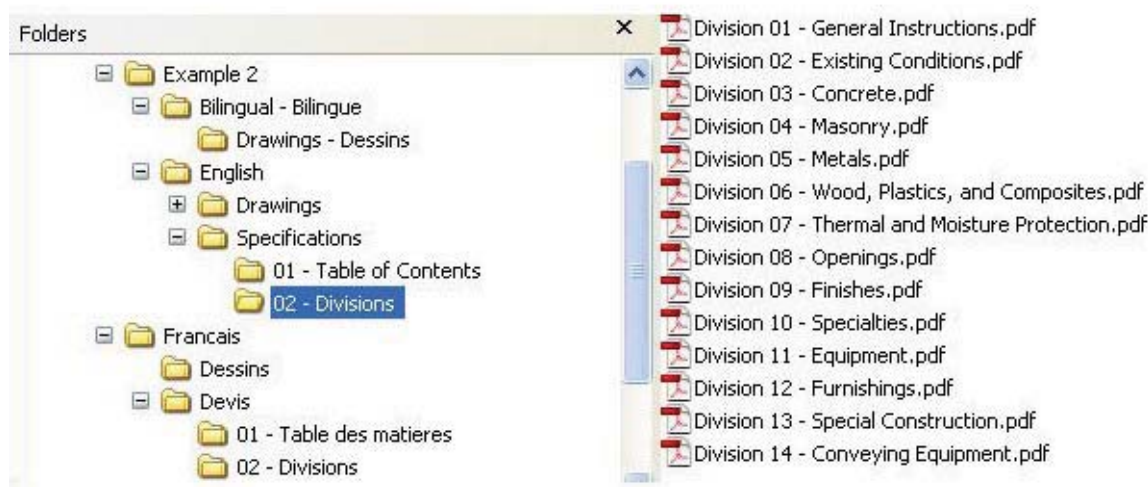 Folders
Example 2
Bilingual - Bilingue
Drawings - Dessins
English
Drawings
Specifications
01 - Table of Contents
02 - Divisions
Francais
Dessins
Devis
01 - Table des matieres
02 - Divisions
Division 01 - General Instructions.pdf
Division 02 - Existing Conditions.pdf
Division 03 - Concrete.pdf
Division 04 - Masonry.pdf
Division 05 - Metals.pdf
Division 06 - Wood, Plastics, and Composites.pdf
Division 07 - Thermal and Moisture Protection.pdf
Division 08 - Openings.pdf
Division 09 - Finishes.pdf
Division 10 - Specialties.pdf
Division 11 - Equipment.pdf
Division 12 - Furnishings.pdf
Division 13 - Special Construction.pdf
Division 14 - Conveying Equipment.pdf